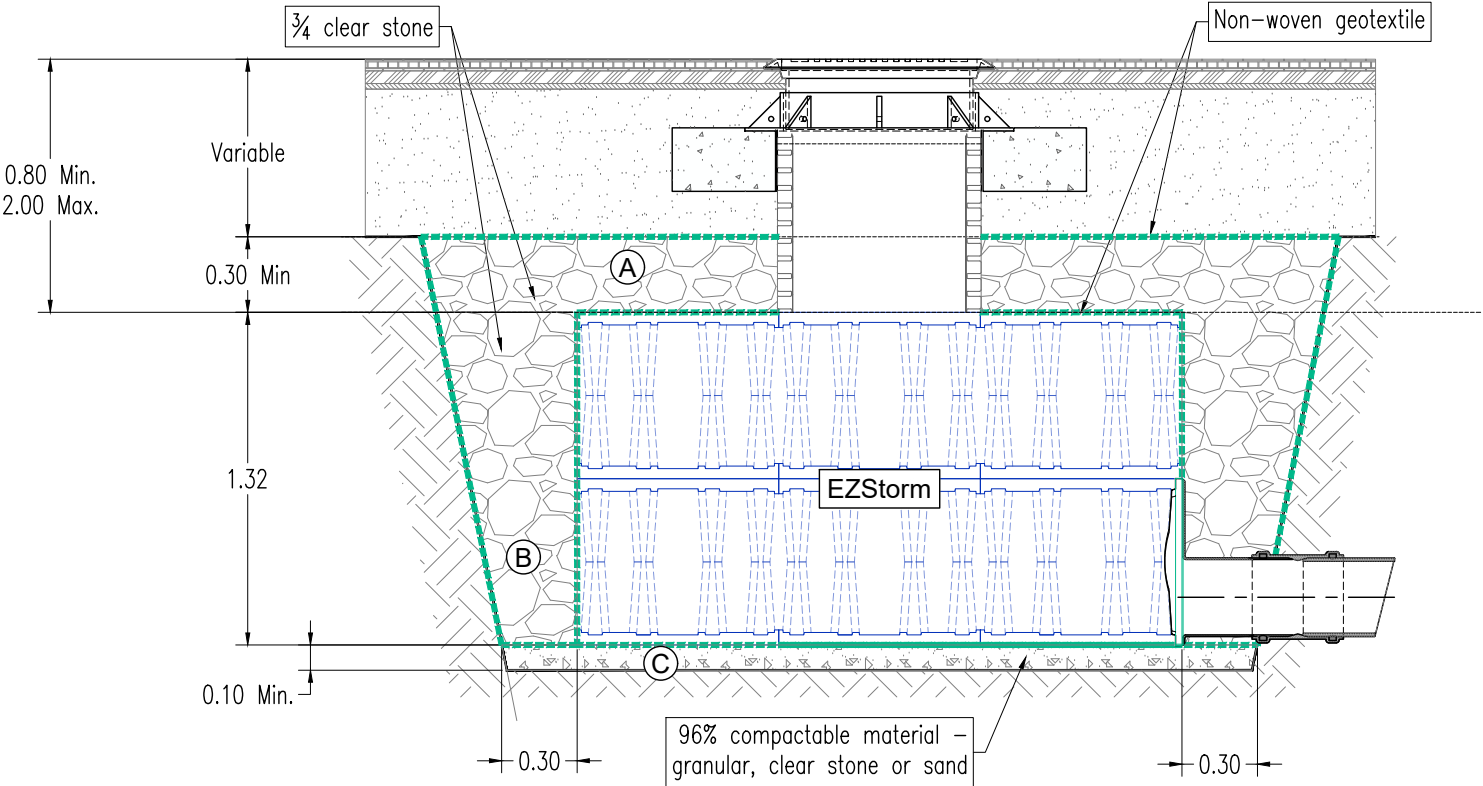 ¾ clear stone
Non-woven geotextile
Variable
0.80 Min.
2.00 Max.
0.30 Min
A
1.32
EZStorm
B
C
0.10 Min.
96% compactable material –
granular, clear stone or sand
0.30
0.30